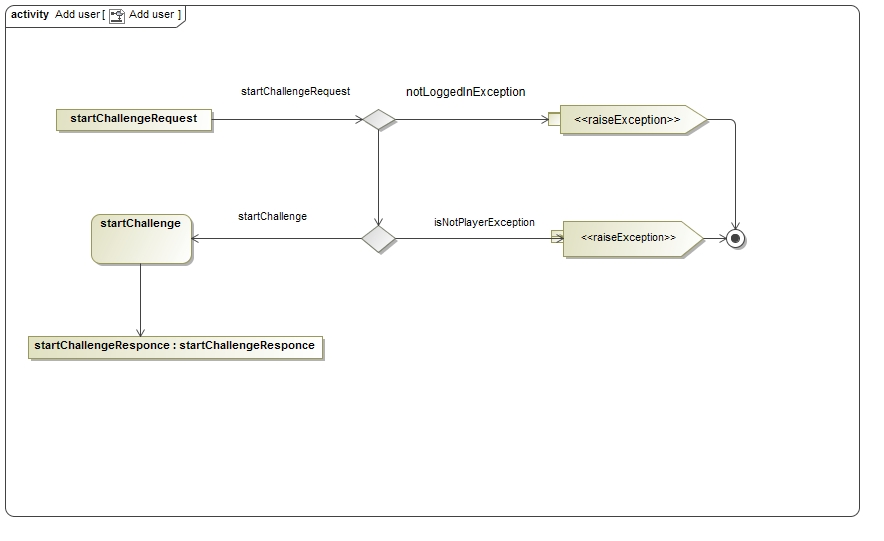 activity Add user [ Add user ]
startChallengeRequest
notLoggedInException
startChallengeRequest
<<raiseException>>
startChallenge
startChallenge
isNotPlayerException
<<raiseException>>
startChallengeResponce : startChallengeResponce